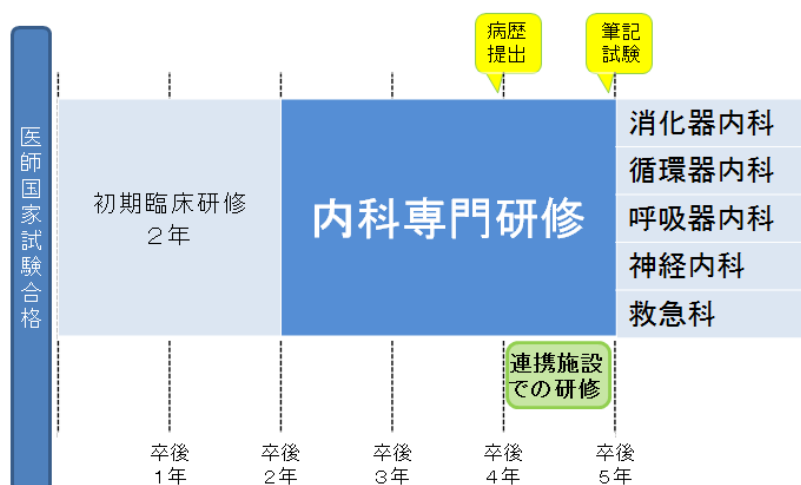 医師国家試験合格
病歴
提出
筆記
試験
初期臨床研修
２年
内科専門研修
消化器内科
循環器内科
呼吸器内科
神経内科
救急科
連携施設
での研修
卒後
１年
卒後
２年
卒後
３年
卒後
４年
卒後
５年